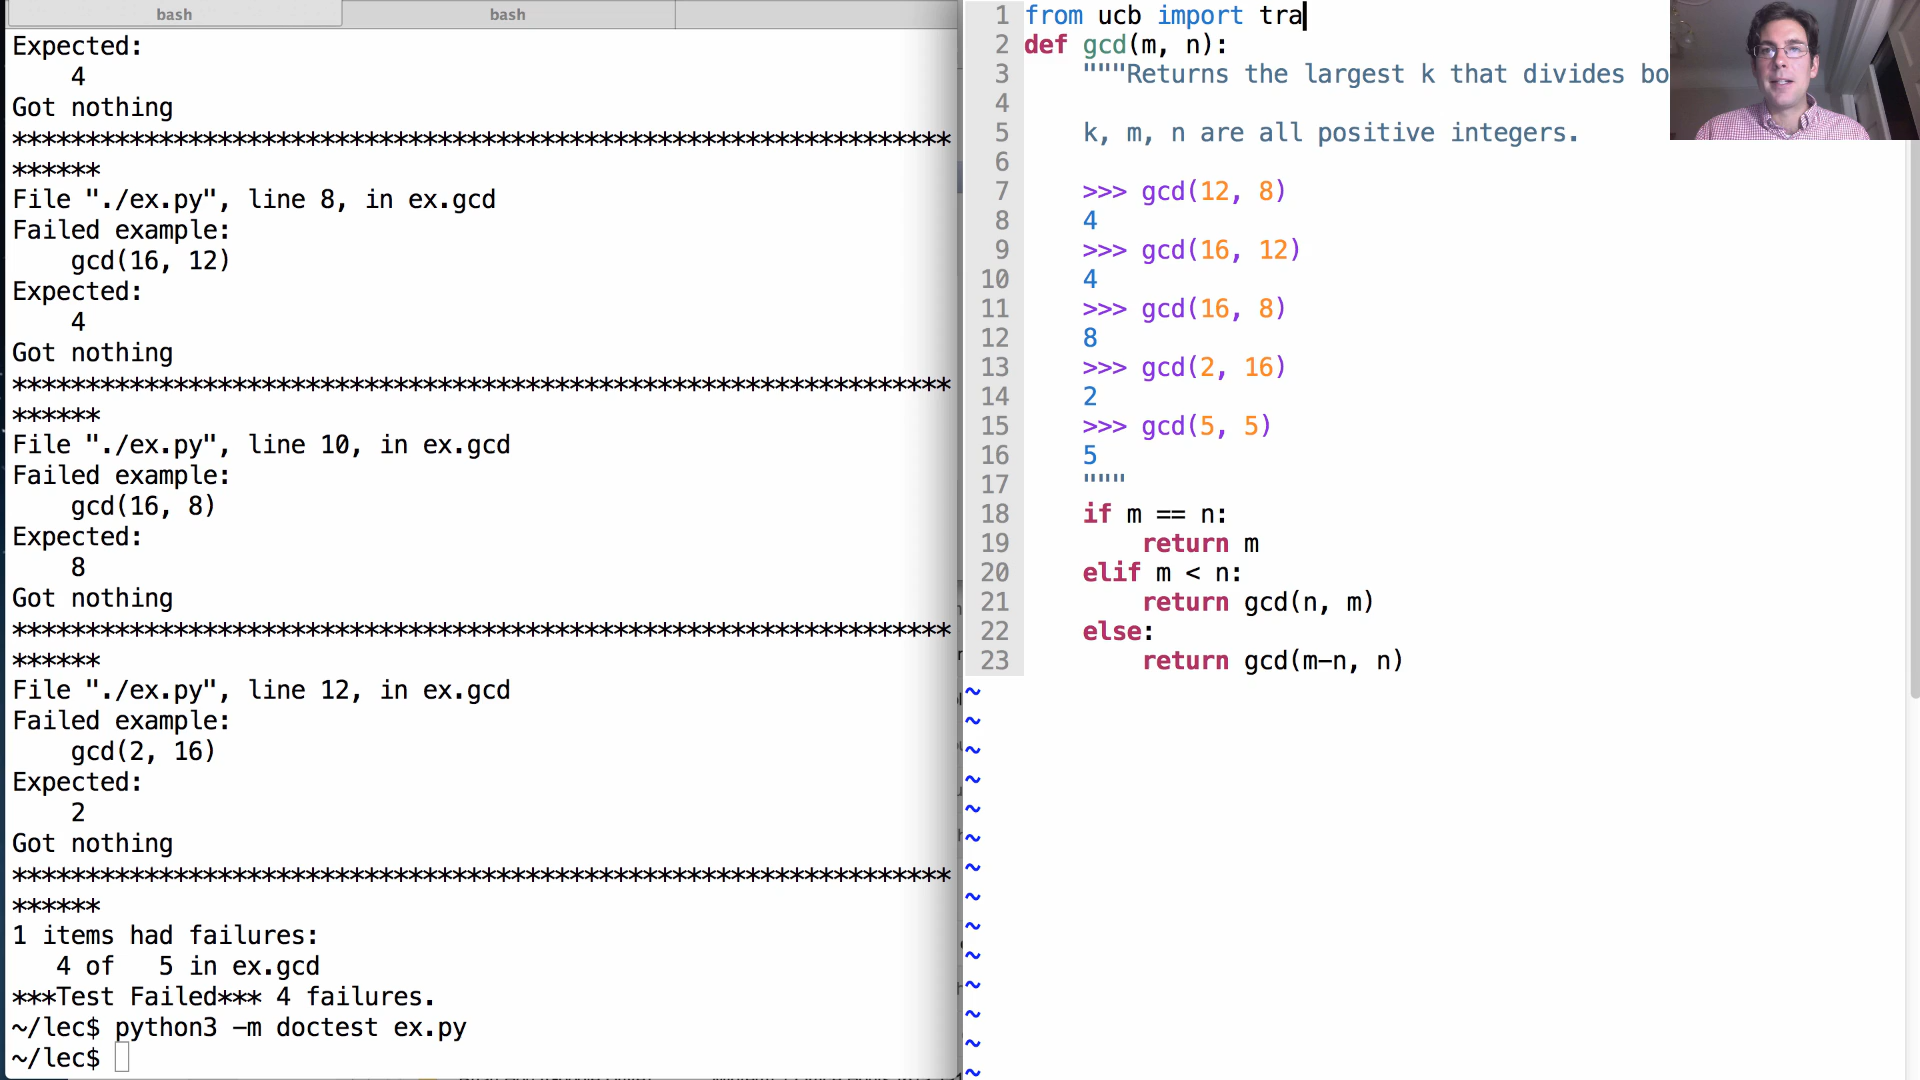 bash
bash
Expected:
4
Got nothing
****************************************************************
******
File "./ex.py", line 8, in ex.gcd
Failed example:
gcd(16, 12)
Expected:
4
Got nothing
****************************************************************
******
File "./ex.py", line 10, in ex.gcd
Failed example:
gcd(16, 8)
Expected:
8
Got nothing
****************************************************************
******
File "./ex.py", line 12, in ex.gcd
Failed example:
gcd(2, 16)
Expected:
2
Got nothing
****************************************************************
******
1 items had failures:
4 of   5 in ex.gcd
***Test Failed*** 4 failures.
~/lec$ python3 -m doctest ex.py
~/lec$
1 from ucb import tra
2 def gcd(m, n):
3 """Returns the largest k that divides bo
4
5 k, m, n are all positive integers.
6
7 >>> gcd(12, 8)
8 4
9 >>> gcd(16, 12)
10 4
11 >>> gcd(16, 8)
12 8
13 >>> gcd(2, 16)
14 2
15 >>> gcd(5, 5)
16 5
17 """
18 if m == n:
19 return m
20 elif m < n:
21 return gcd(n, m)
22 else:
23 return gcd(m-n, n)
~
~
~
~
~
~
~
~
~
~
~
~
~
~